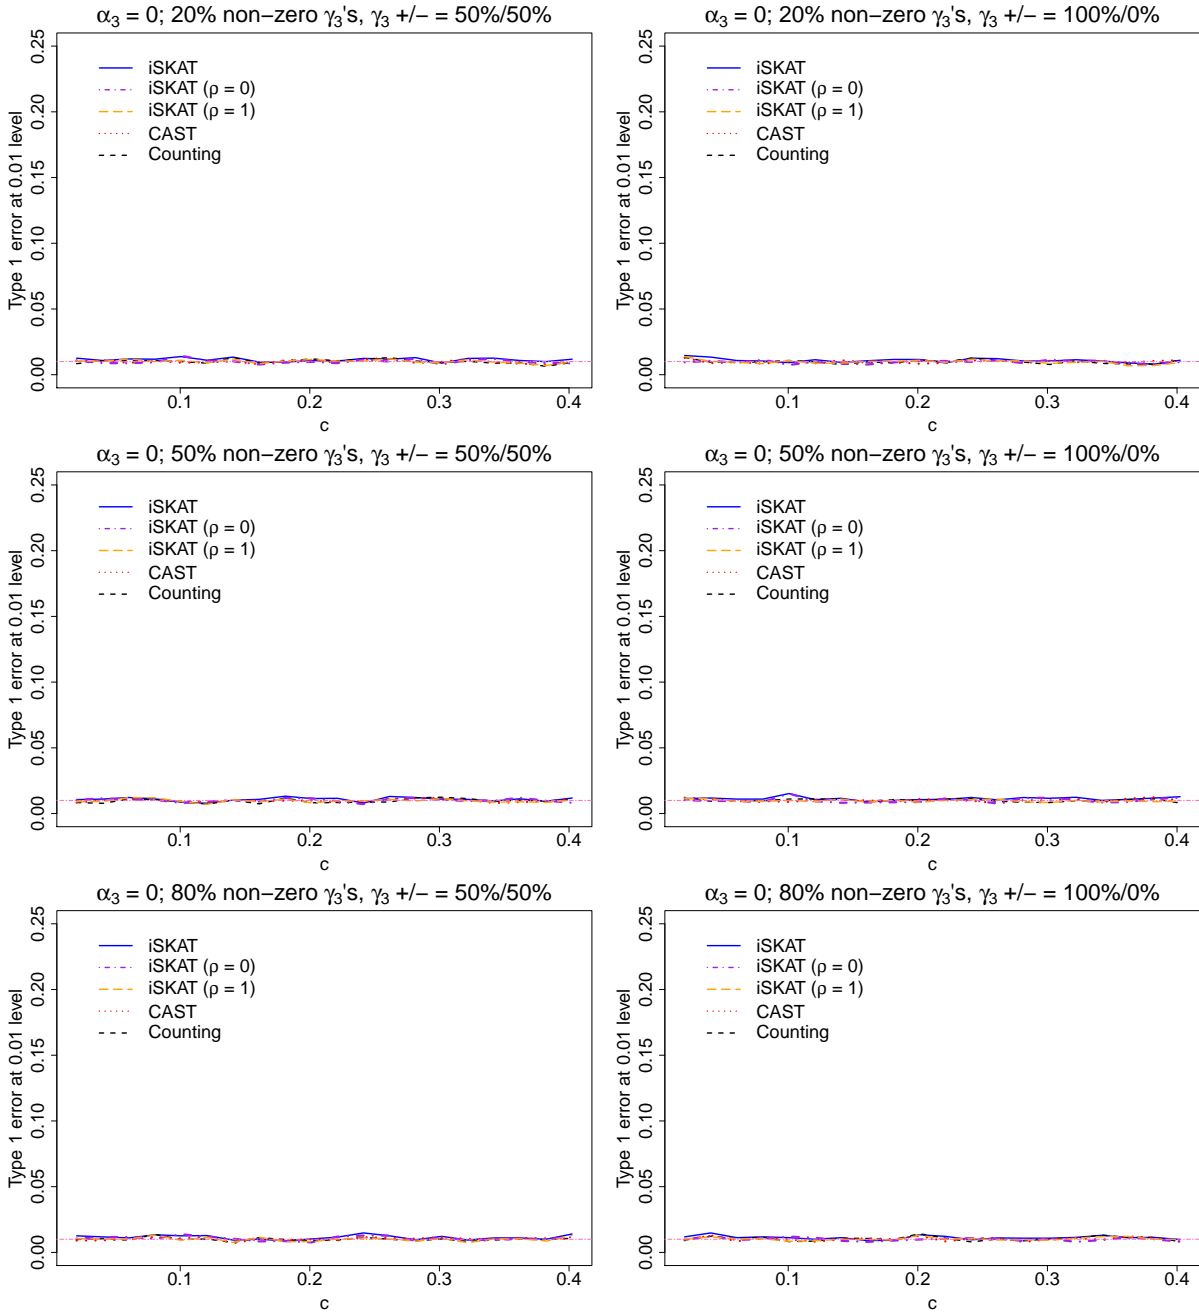 α₃ = 0; 20% non−zero γ₃'s, γ₃ +/− = 50%/50%
Type 1 error at 0.01 level
0.25
0.20
0.15
0.10
0.05
0.00
iSKAT
iSKAT (ρ = 0)
iSKAT (ρ = 1)
CAST
Counting
0.1 0.2 0.3 0.4
c
α₃ = 0; 20% non−zero γ₃'s, γ₃ +/− = 100%/0%
Type 1 error at 0.01 level
0.25
0.20
0.15
0.10
0.05
0.00
iSKAT
iSKAT (ρ = 0)
iSKAT (ρ = 1)
CAST
Counting
0.1 0.2 0.3 0.4
c
α₃ = 0; 50% non−zero γ₃'s, γ₃ +/− = 50%/50%
Type 1 error at 0.01 level
0.25
0.20
0.15
0.10
0.05
0.00
iSKAT
iSKAT (ρ = 0)
iSKAT (ρ = 1)
CAST
Counting
0.1 0.2 0.3 0.4
c
α₃ = 0; 50% non−zero γ₃'s, γ₃ +/− = 100%/0%
Type 1 error at 0.01 level
0.25
0.20
0.15
0.10
0.05
0.00
iSKAT
iSKAT (ρ = 0)
iSKAT (ρ = 1)
CAST
Counting
0.1 0.2 0.3 0.4
c
α₃ = 0; 80% non−zero γ₃'s, γ₃ +/− = 50%/50%
Type 1 error at 0.01 level
0.25
0.20
0.15
0.10
0.05
0.00
iSKAT
iSKAT (ρ = 0)
iSKAT (ρ = 1)
CAST
Counting
0.1 0.2 0.3 0.4
c
α₃ = 0; 80% non−zero γ₃'s, γ₃ +/− = 100%/0%
Type 1 error at 0.01 level
0.25
0.20
0.15
0.10
0.05
0.00
iSKAT
iSKAT (ρ = 0)
iSKAT (ρ = 1)
CAST
Counting
0.1 0.2 0.3 0.4
c